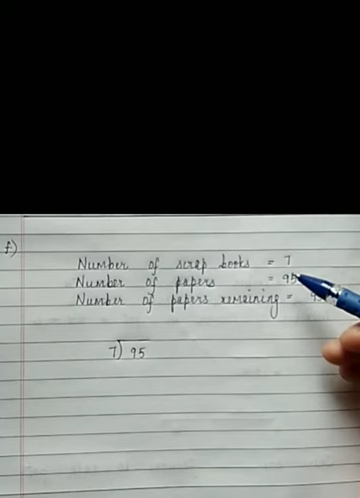 f)
Number of scrap books = 7
Number of papers = 95
Number of papers remaining =
7) 95